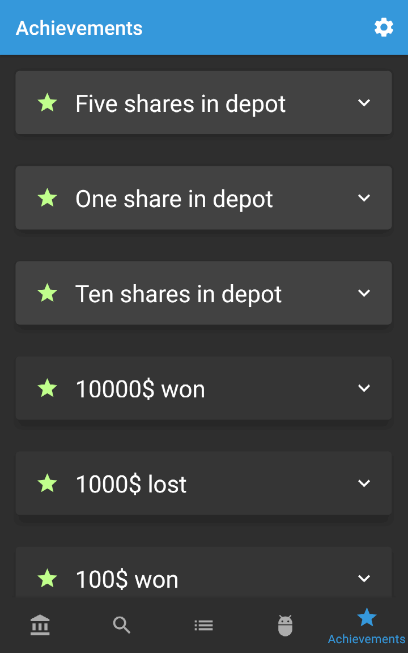 Achievements
Five shares in depot
One share in depot
Ten shares in depot
10000$ won
1000$ lost
100$ won
Achievements